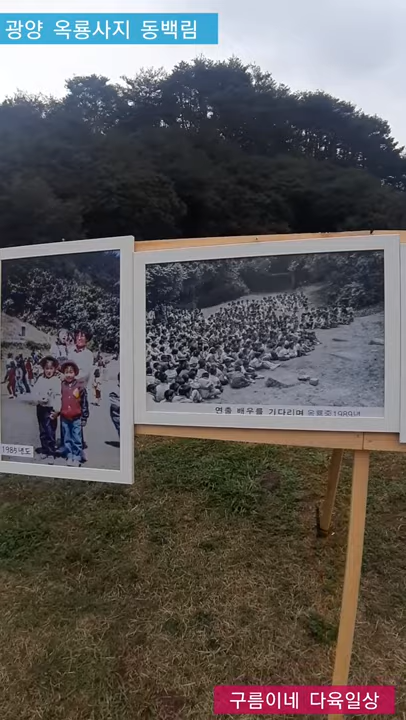 광양 옥룡사지 동백림
1985년도
연출 배우를 기다리며 옥룡중1989년
구름이네 다육일상